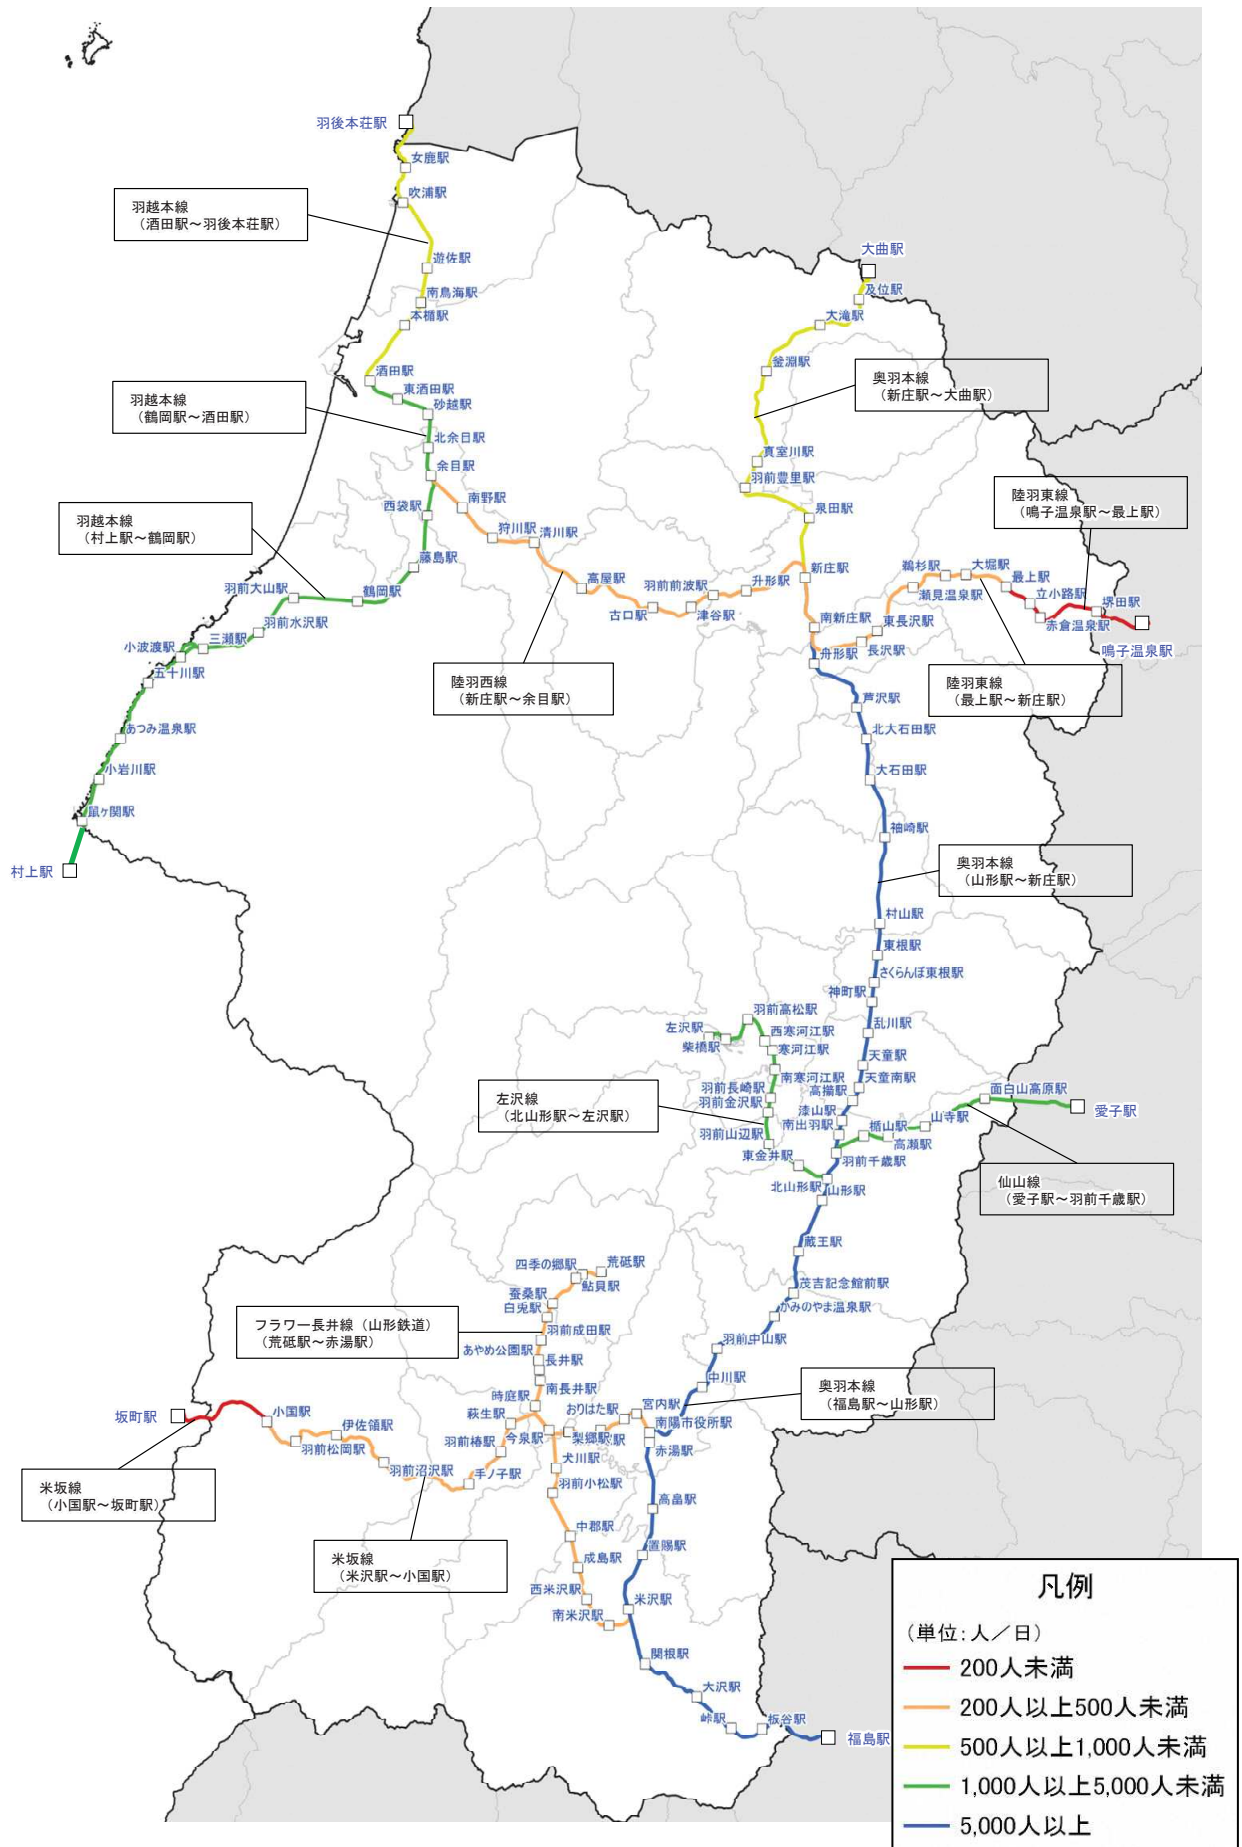 羽後本荘駅
女鹿駅
吹浦駅
羽越本線
（酒田駅～羽後本荘駅）
遊佐駅
南鳥海駅
本楯駅
大曲駅
及位駅
大滝駅
釜淵駅
奥羽本線
（新庄駅～大曲駅）
酒田駅
東酒田駅
砂越駅
羽越本線
（鶴岡駅～酒田駅）
北余目駅
余目駅
真室川駅
羽前豊里駅
泉田駅
南野駅
西袋駅
狩川駅
清川駅
羽越本線
（村上駅～鶴岡駅）
陸羽東線
（鳴子温泉駅～最上駅）
藤島駅
高屋駅
羽前前波駅
升形駅
新庄駅
鵜杉駅
大堀駅
最上駅
羽前大山駅
鶴岡駅
古口駅
津谷駅
瀬見温泉駅
立小路駅
堺田駅
赤倉温泉駅
南新庄駅
東長沢駅
羽前水沢駅
三瀬駅
小波渡駅
五十川駅
舟形駅
長沢駅
鳴子温泉駅
陸羽西線
（新庄駅～余目駅）
陸羽東線
（最上駅～新庄駅）
芦沢駅
あつみ温泉駅
北大石田駅
小岩川駅
大石田駅
鼠ヶ関駅
袖崎駅
村上駅
奥羽本線
（山形駅～新庄駅）
村山駅
東根駅
さくらんぼ東根駅
神町駅
羽前高松駅
左沢駅
柴橋駅
西寒河江駅
寒河江駅
乱川駅
天童駅
南寒河江駅
天童南駅
羽前長崎駅
高擶駅
羽前金沢駅
左沢線
（北山形駅～左沢駅）
面白山高原駅
愛子駅
漆山駅
南出羽駅
楯山駅
山寺駅
高瀬駅
羽前山辺駅
東金井駅
羽前千歳駅
北山形駅
山形駅
仙山線
（愛子駅～羽前千歳駅）
蔵王駅
四季の郷駅
荒砥駅
鮎貝駅
茂吉記念館前駅
蚕桑駅
白兎駅
かみのやま温泉駅
フラワー長井線（山形鉄道）
（荒砥駅～赤湯駅）
羽前成田駅
羽前中山駅
あやめ公園駅
長井駅
南長井駅
中川駅
奥羽本線
（福島駅～山形駅）
時庭駅
宮内駅
おりはた駅
坂町駅
小国駅
伊佐領駅
萩生駅
南陽市役所駅
羽前松岡駅
羽前椿駅
今泉駅
梨郷駅
駅
赤湯駅
羽前沼沢駅
手ノ子駅
犬川駅
羽前小松駅
米坂線
（小国駅～坂町駅）
高畠駅
中郡駅
米坂線
（米沢駅～小国駅）
成島駅
置賜駅
西米沢駅
南米沢駅
米沢駅
関根駅
大沢駅
峠駅
板谷駅
福島駅
凡例
（単位：人／日）
200人未満
200人以上500人未満
500人以上1,000人未満
1,000人以上5,000人未満
5,000人以上